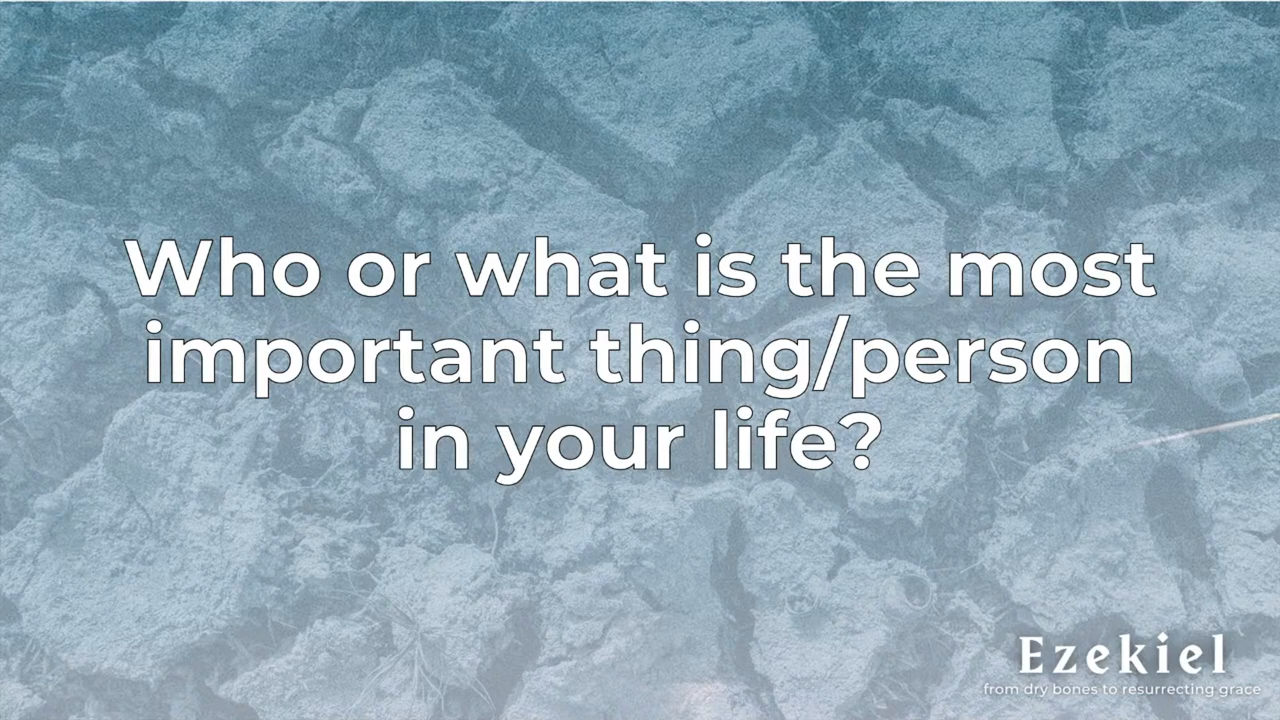 Who or what is the most
important thing/person
in your life?
Ezekiel
from dry bones to resurrecting grace